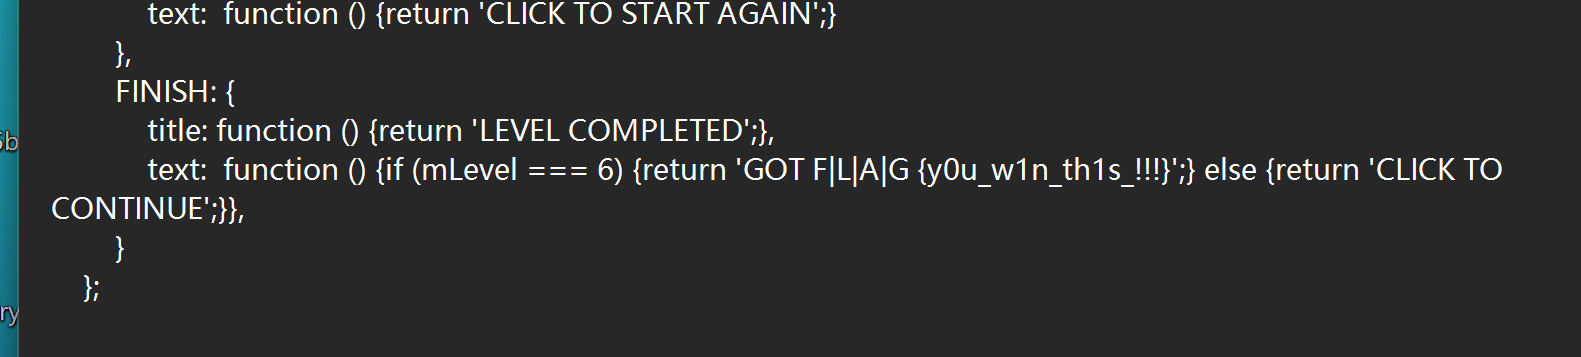 text:  function () {return 'CLICK TO START AGAIN';}
},
FINISH: {
title: function () {return 'LEVEL COMPLETED';},
text:  function () {if (mLevel === 6) {return 'GOT F|L|A|G {y0u_w1n_th1s_!!!}';} else {return 'CLICK TO
CONTINUE';}},
}
};
5b
ry